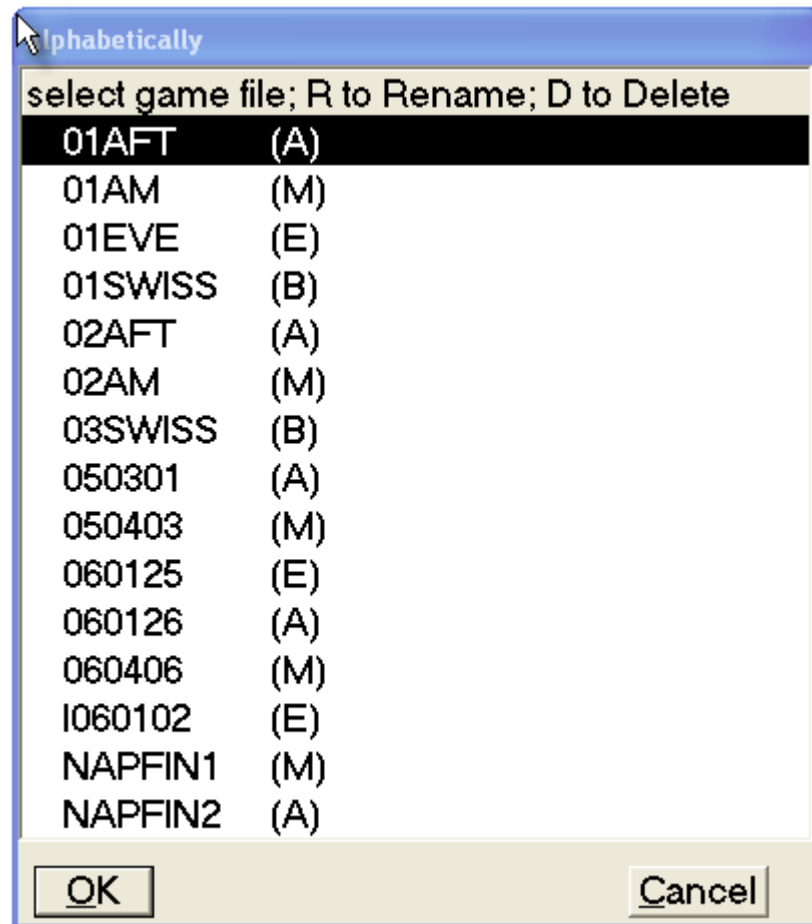 lphabetically
select game file; R to Rename; D to Delete
01AFT (A)
01AM (M)
01EVE (E)
01SWISS (B)
02AFT (A)
02AM (M)
03SWISS (B)
050301 (A)
050403 (M)
060125 (E)
060126 (A)
060406 (M)
I060102 (E)
NAPFIN1 (M)
NAPFIN2 (A)
OK Cancel